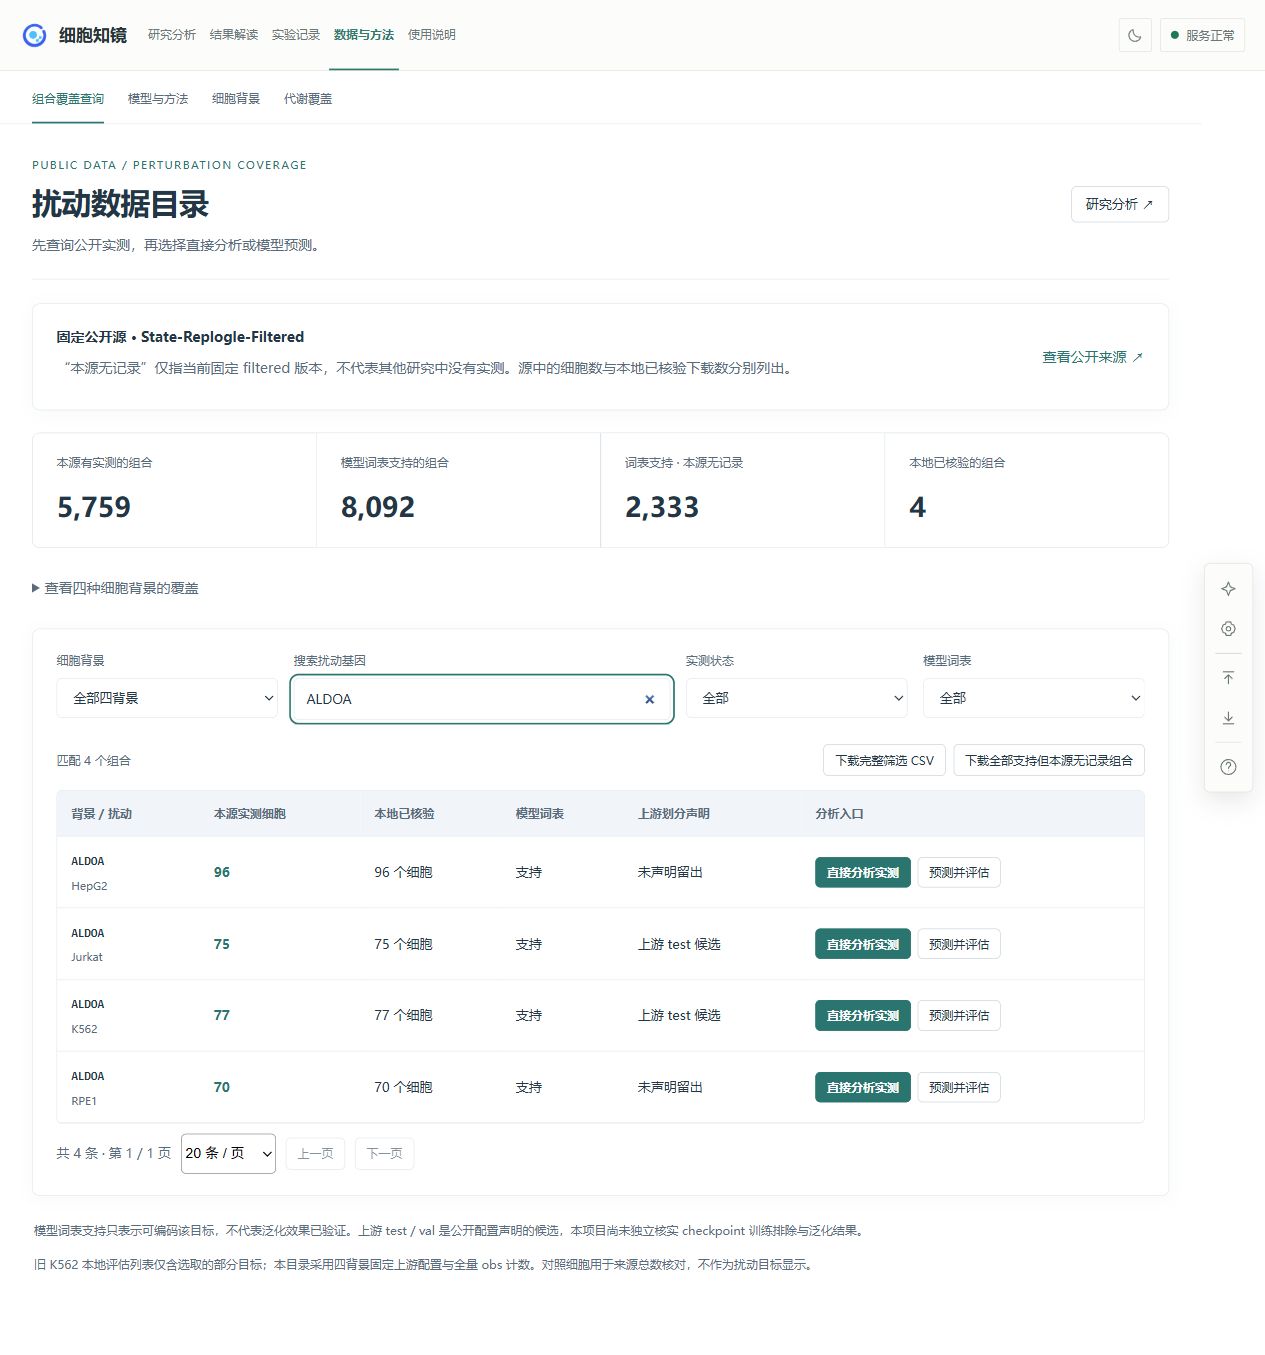 细胞知镜 研究分析 结果解读 实验记录 数据与方法 使用说明 服务正常
组合覆盖查询 模型与方法 细胞背景 代谢覆盖
PUBLIC DATA / PERTURBATION COVERAGE
扰动数据目录
研究分析 ↗
先查询公开实测，再选择直接分析或模型预测。
固定公开源 • State-Replogle-Filtered
“本源无记录”仅指当前固定 filtered 版本，不代表其他研究中没有实测。源中的细胞数与本地已核验下载数分别列出。
查看公开来源 ↗
本源有实测的组合 模型词表支持的组合 词表支持 · 本源无记录 本地已核验的组合
5,759 8,092 2,333 4
查看四种细胞背景的覆盖
细胞背景 搜索扰动基因 实测状态 模型词表
全部四背景 ALDOA 全部 全部
匹配 4 个组合 下载完整筛选 CSV 下载全部支持但本源无记录组合
背景 / 扰动 本源实测细胞 本地已核验 模型词表 上游划分声明 分析入口
ALDOA
HepG2 96 96 个细胞 支持 未声明留出 直接分析实测 预测并评估
ALDOA
Jurkat 75 75 个细胞 支持 上游 test 候选 直接分析实测 预测并评估
ALDOA
K562 77 77 个细胞 支持 上游 test 候选 直接分析实测 预测并评估
ALDOA
RPE1 70 70 个细胞 支持 未声明留出 直接分析实测 预测并评估
共 4 条 · 第 1 / 1 页 20 条 / 页 上一页 下一页
模型词表支持只表示可编码该目标，不代表泛化效果已验证。上游 test / val 是公开配置声明的候选，本项目尚未独立核实 checkpoint 训练排除与泛化结果。
旧 K562 本地评估列表仅含选取的部分目标；本目录采用四背景固定上游配置与全量 obs 计数。对照细胞用于来源总数核对，不作为扰动目标显示。